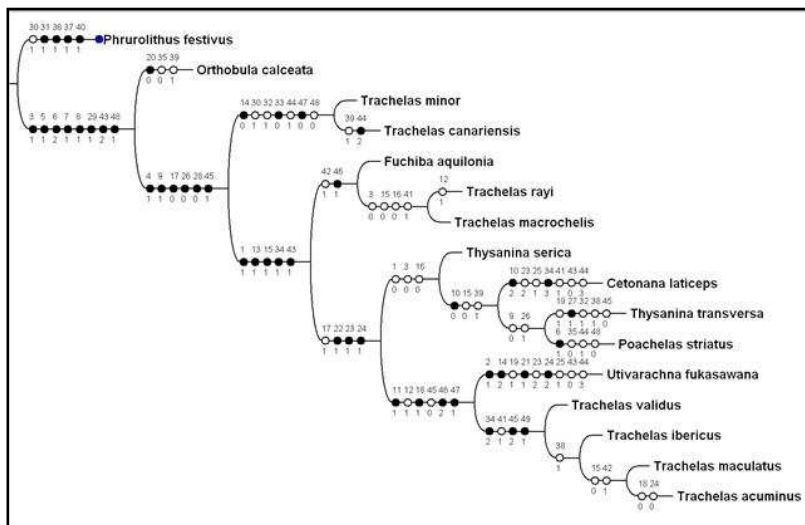 30 31 36 37 40
Phrurolithus festivus
1 1 1 1 1
20 35 39
Orthobula calceata
0 0 1
14 30 32 33 44 47 48
Trachelas minor
0 1 1 0 1 0 0
39 44
Trachelas canariensis
1 2
3 5 6 7 8 29 43 48
1 1 2 1 1 1 2 1
Fuchiba aquilonia
42 46
1 1
12
Trachelas rayi
1
3 15 16 41
0 0 0 1
Trachelas macrochelis
4 9 17 26 28 45
1 1 0 0 0 1
Thysanina serica
1 13 15 34 43
1 1 1 1 1
1 3 16
0 0 0
10 23 25 34 41 43 44
Cetonana laticeps
2 2 1 3 1 0 3
10 15 39
0 0 1
19 27 32 38 45
Thysanina transversa
1 1 1 1 0
9 26
0 1
6 35 44 48
Poachelas striatus
1 0 1 0
17 22 23 24
1 1 1 1
2 14 19 21 23 24 25 43 44
Utivarachna fukasawana
1 2 1 1 2 2 1 0 3
11 12 45 46 47
1 1 1 0 2 1
34 41 45 49
2 1 2 1
Trachelas validus
38
1
Trachelas ibericus
15 42
0 1
Trachelas maculatus
18 24
0 0
Trachelas acuminus